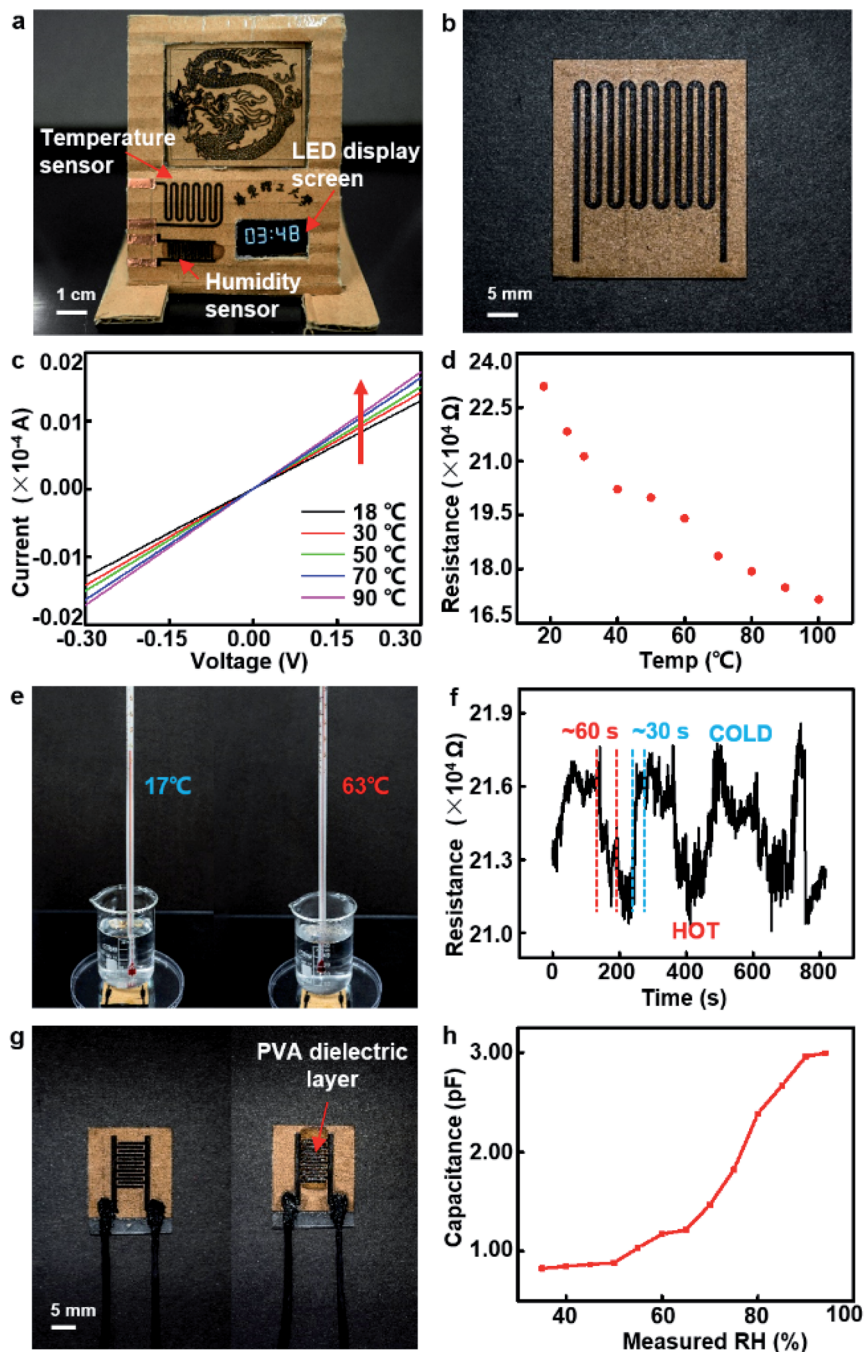 a
Temperature
sensor
LED display
screen
03:48
Humidity
sensor
1 cm
b
5 mm
c
Current (×10⁻⁴ A)
0.02
0.01
0.00
-0.01
-0.02
18 ℃
30 ℃
50 ℃
70 ℃
90 ℃
-0.30 -0.15 0.00 0.15 0.30
Voltage (V)
d
Resistance (×10⁴ Ω)
24.0
22.5
21.0
19.5
18.0
16.5
20 40 60 80 100
Temp (℃)
e
17℃
63℃
f
Resistance (×10⁴ Ω)
21.9
21.6
21.3
21.0
~60 s
~30 s
COLD
HOT
0 200 400 600 800
Time (s)
g
PVA dielectric
layer
5 mm
h
Capacitance (pF)
3.00
2.00
1.00
40 60 80 100
Measured RH (%)